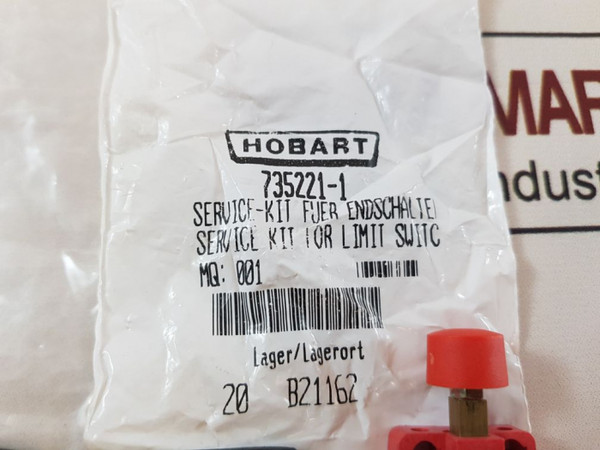 HOBART
735221-1
SERVICE-KIT FUER ENDSCHALTE
SERVICE KIT FOR LIMIT SWITC
MQ: 001
Lager/Lagerort
20 B21162
MAR
ndust